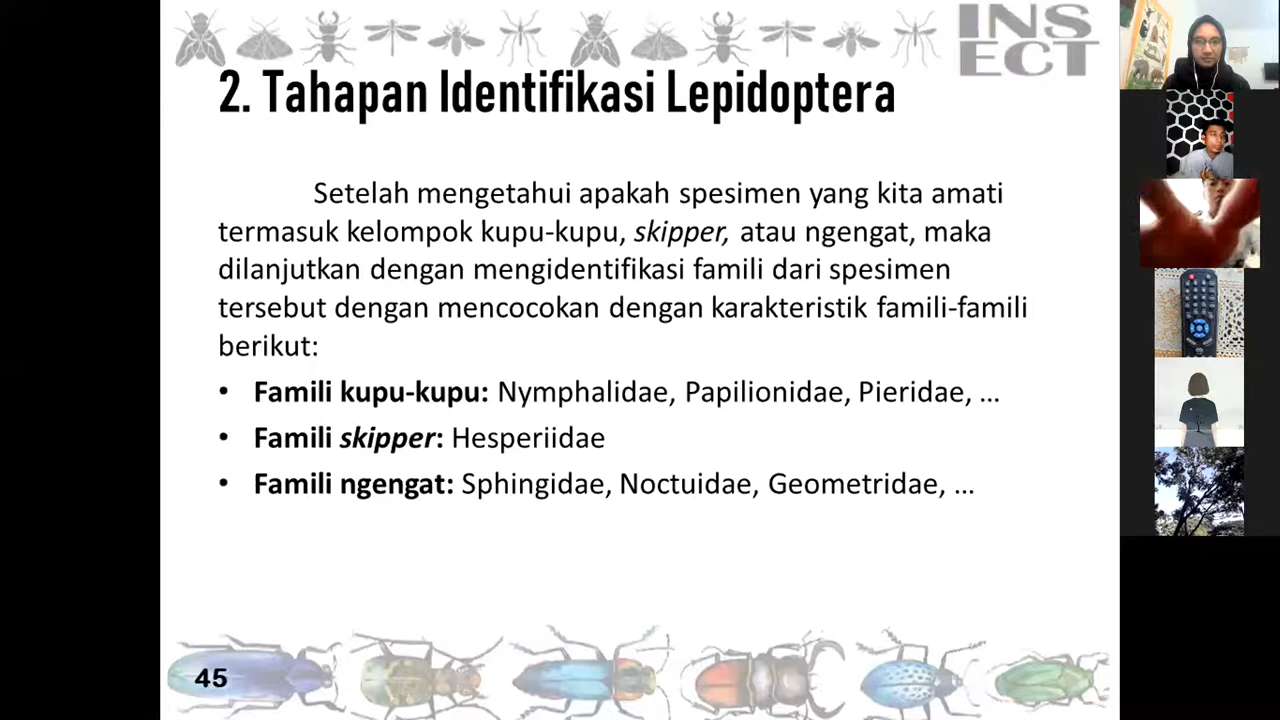 INS
ECT
2. Tahapan Identifikasi Lepidoptera
Setelah mengetahui apakah spesimen yang kita amati
termasuk kelompok kupu-kupu, skipper, atau ngengat, maka
dilanjutkan dengan mengidentifikasi famili dari spesimen
tersebut dengan mencocokan dengan karakteristik famili-famili
berikut:
• Famili kupu-kupu: Nymphalidae, Papilionidae, Pieridae, ...
• Famili skipper: Hesperiidae
• Famili ngengat: Sphingidae, Noctuidae, Geometridae, ...
45